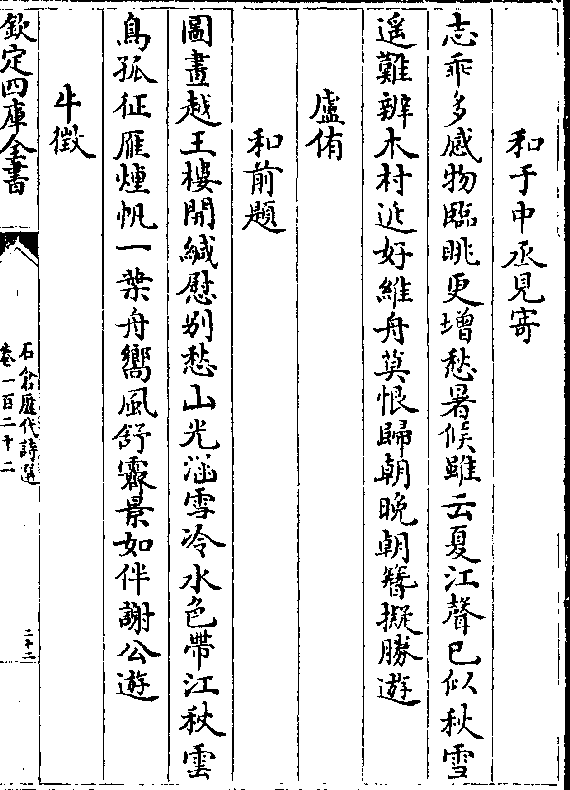 和于中丞見寄
志乖多感物臨眺更增愁暑候雖云夏江聲已似秋雪
遥難辨木村近好維舟莫恨歸朝晚朝簪擬勝遊
盧侑
和前題
圖畫越王樓開緘慰别愁山光涵雪冷水色帶江秋雲
鳥孤征雁煙帆一葉舟嚮風舒霽景如伴謝公遊
牛徵
欽定四庫全書
石倉歷代詩選
卷一百二十二
二十二